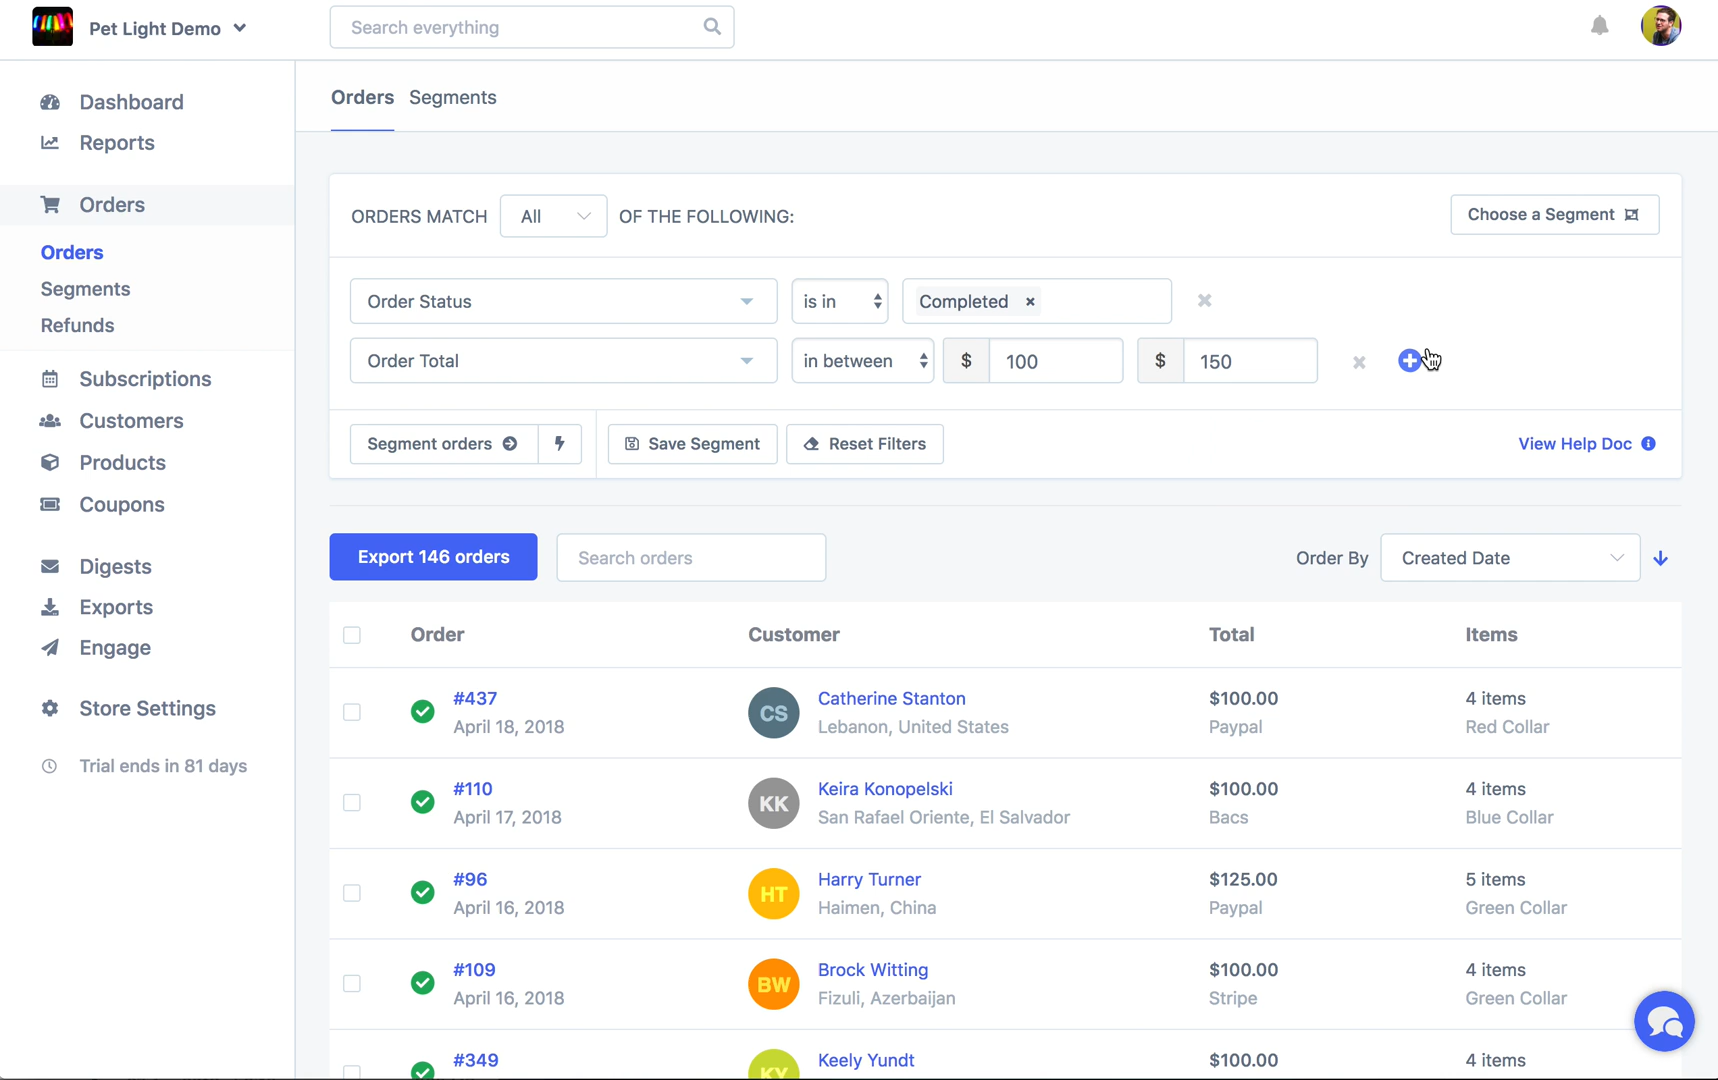 Pet Light Demo
Search everything
Dashboard
Reports
Orders
Orders
Segments
Refunds
Subscriptions
Customers
Products
Coupons
Digests
Exports
Engage
Store Settings
Trial ends in 81 days
Orders Segments
ORDERS MATCH All OF THE FOLLOWING:
Choose a Segment
Order Status is in Completed ×
Order Total in between $ 100 $ 150
Segment orders Save Segment Reset Filters View Help Doc
Export 146 orders Search orders Order By Created Date
Order Customer Total Items
#437 Catherine Stanton $100.00 4 items
CS
April 18, 2018 Lebanon, United States Paypal Red Collar
#110 Keira Konopelski $100.00 4 items
KK
April 17, 2018 San Rafael Oriente, El Salvador Bacs Blue Collar
#96 Harry Turner $125.00 5 items
HT
April 16, 2018 Haimen, China Paypal Green Collar
#109 Brock Witting $100.00 4 items
BW
April 16, 2018 Fizuli, Azerbaijan Stripe Green Collar
#349 Keely Yundt $100.00 4 items
KY